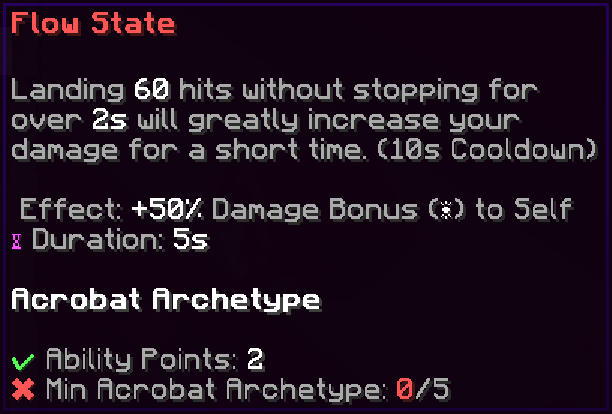 Flow State
Landing 60 hits without stopping for
over 2s will greatly increase your
damage for a short time. (10s Cooldown)
Effect: +50% Damage Bonus (※) to Self
Duration: 5s
Acrobat Archetype
✓ Ability Points: 2
✖ Min Acrobat Archetype: 0/5